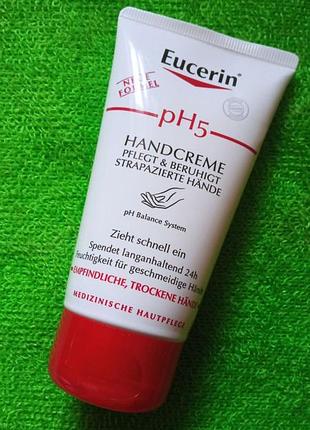 Eucerin®
NEUE
FORMEL
pH5
HANDCREME
PFLEGT & BERUHIGT
STRAPAZIERTE HÄNDE
pH Balance System
Zieht schnell ein
Spendet langanhaltend 24h
Feuchtigkeit für geschmeidige
EMPFINDLICHE, TROCKENE HÄNDE
MEDIZINISCHE HAUTPFLEGE